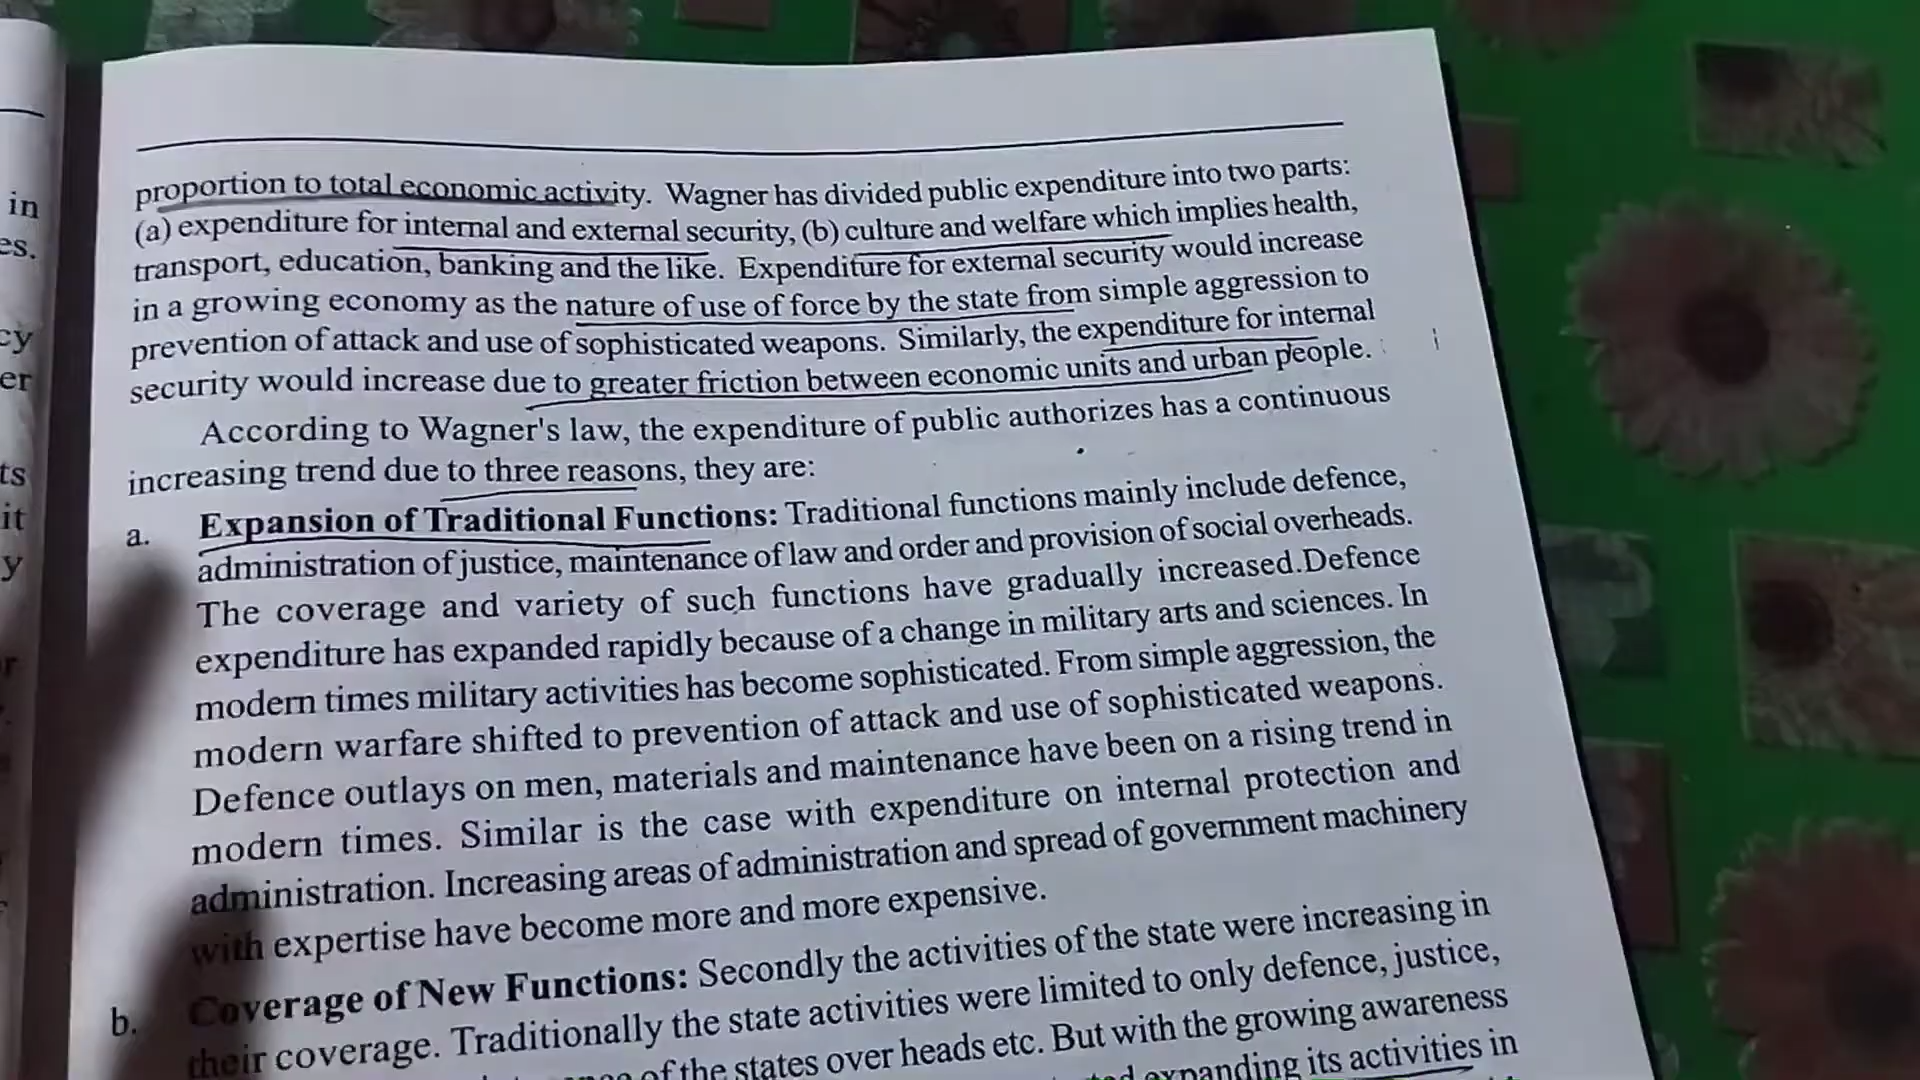 in
es.
cy
er
ts
it
y
proportion to total economic activity. Wagner has divided public expenditure into two parts:
(a) expenditure for internal and external security, (b) culture and welfare which implies health,
transport, education, banking and the like. Expenditure for external security would increase
in a growing economy as the nature of use of force by the state from simple aggression to
prevention of attack and use of sophisticated weapons. Similarly, the expenditure for internal
security would increase due to greater friction between economic units and urban people.
According to Wagner's law, the expenditure of public authorizes has a continuous
increasing trend due to three reasons, they are:
a. Expansion of Traditional Functions: Traditional functions mainly include defence,
administration of justice, maintenance of law and order and provision of social overheads.
The coverage and variety of such functions have gradually increased.Defence
expenditure has expanded rapidly because of a change in military arts and sciences. In
modern times military activities has become sophisticated. From simple aggression, the
modern warfare shifted to prevention of attack and use of sophisticated weapons.
Defence outlays on men, materials and maintenance have been on a rising trend in
modern times. Similar is the case with expenditure on internal protection and
administration. Increasing areas of administration and spread of government machinery
with expertise have become more and more expensive.
b. Coverage of New Functions: Secondly the activities of the state were increasing in
their coverage. Traditionally the state activities were limited to only defence, justice,
of the states over heads etc. But with the growing awareness
expanding its activities in